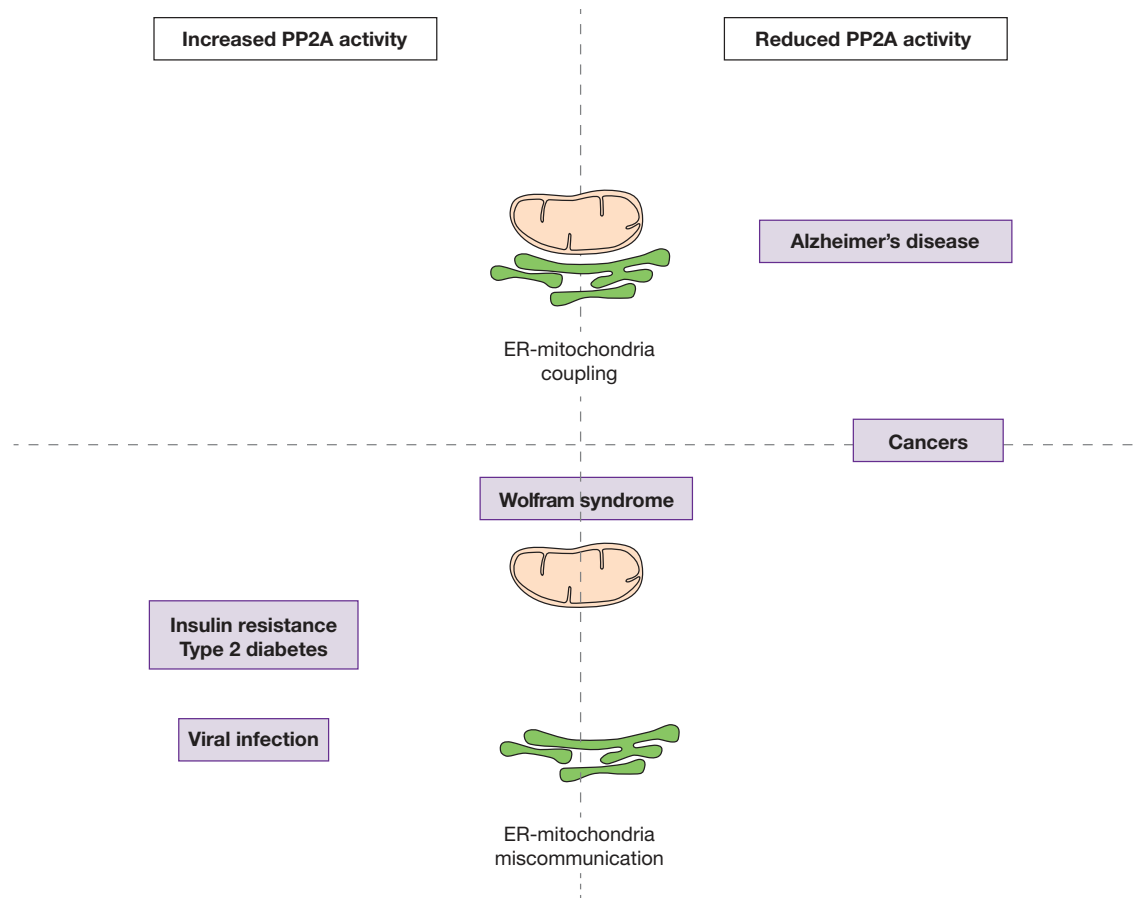 Increased PP2A activity
Reduced PP2A activity
Alzheimer’s disease
ER-mitochondria
coupling
Cancers
Wolfram syndrome
Insulin resistance
Type 2 diabetes
Viral infection
ER-mitochondria
miscommunication